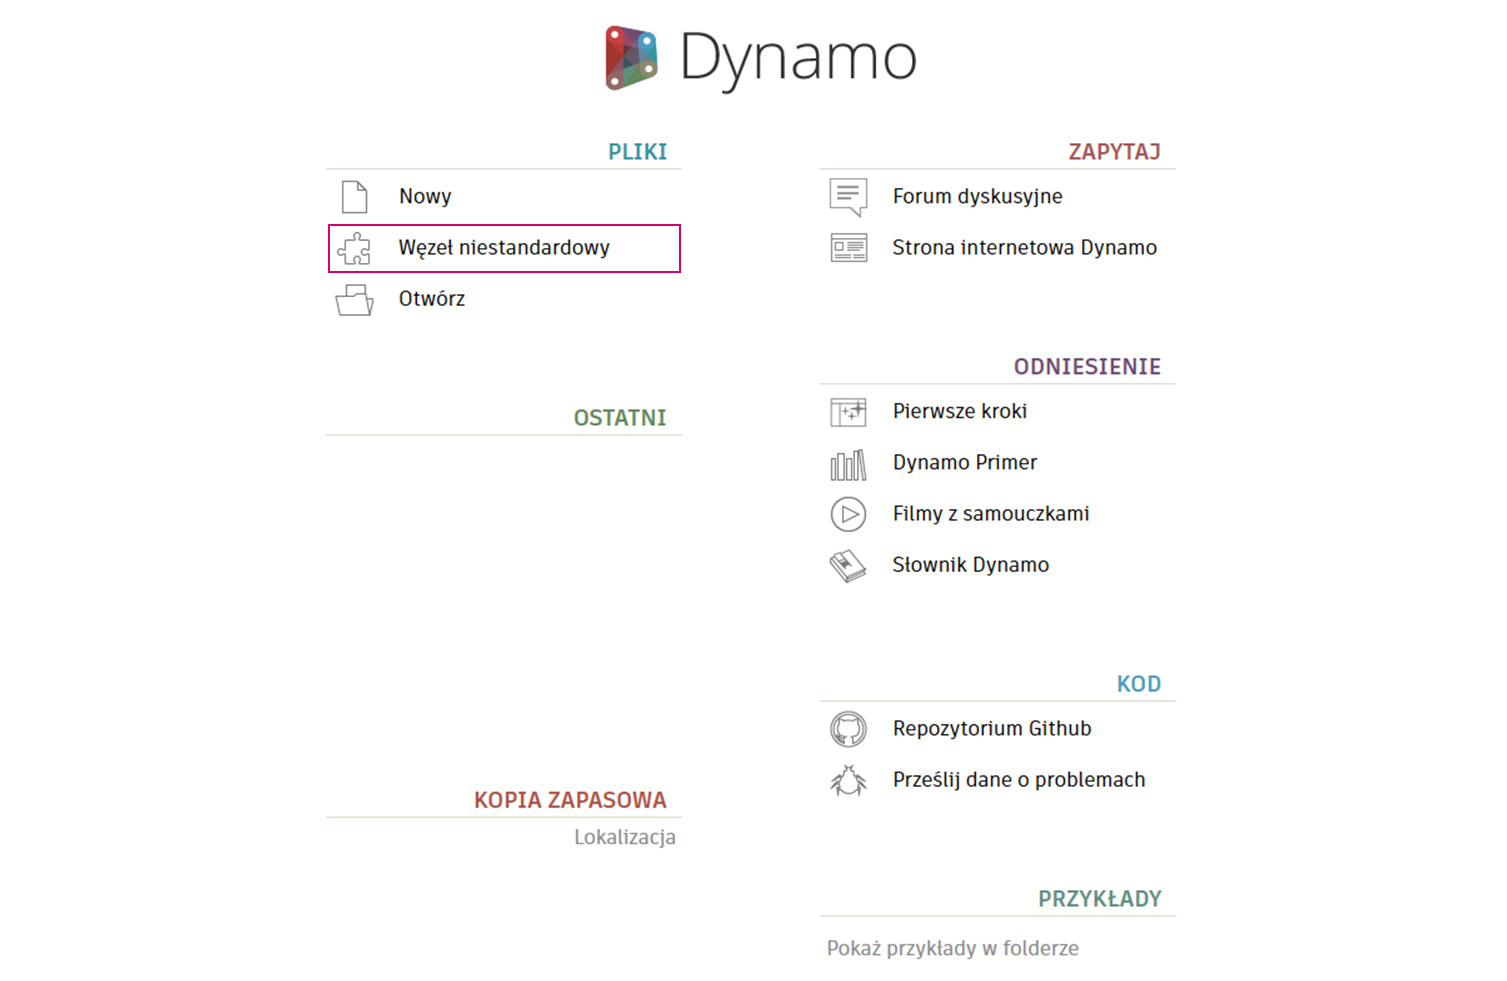 Dynamo
PLIKI
Nowy
Węzeł niestandardowy
Otwórz
OSTATNI
KOPIA ZAPASOWA
Lokalizacja
ZAPYTAJ
Forum dyskusyjne
Strona internetowa Dynamo
ODNIESIENIE
Pierwsze kroki
Dynamo Primer
Filmy z samouczkami
Słownik Dynamo
KOD
Repozytorium Github
Prześlij dane o problemach
PRZYKŁADY
Pokaż przykłady w folderze